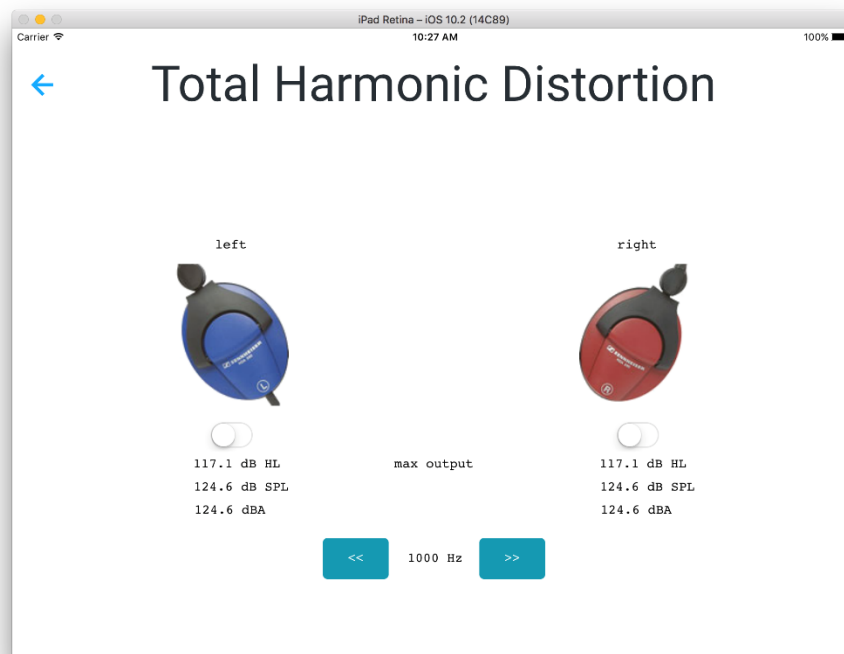 iPad Retina – iOS 10.2 (14C89)
Carrier 10:27 AM 100%
Total Harmonic Distortion
left right
SENNHEISER SENNHEISER
L R
117.1 dB HL max output 117.1 dB HL
124.6 dB SPL 124.6 dB SPL
124.6 dBA 124.6 dBA
<< 1000 Hz >>